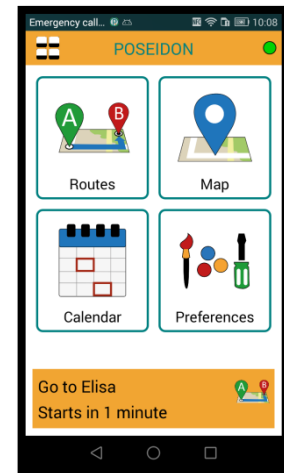 Emergency call... 10:08
POSEIDON
A B
Routes Map
Calendar Preferences
Go to Elisa
A B
Starts in 1 minute